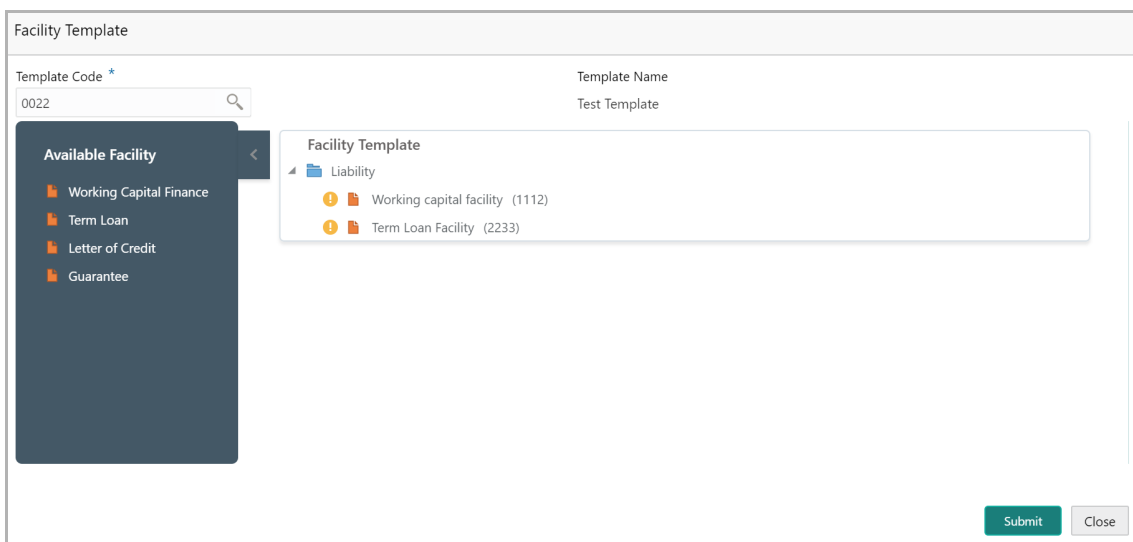 Facility Template
Template Code *
Template Name
0022
Test Template
Available Facility
Working Capital Finance
Term Loan
Letter of Credit
Guarantee
Facility Template
Liability
Working capital facility (1112)
Term Loan Facility (2233)
Submit
Close